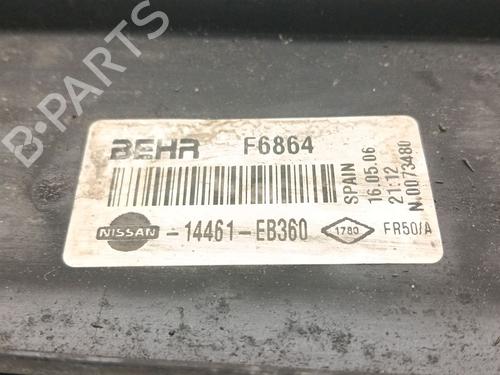 B-PARTS
BEHR F6864
NISSAN -14461-EB360 1780 FR50/A
SPAIN
16.05.06
21:12
N.0073480